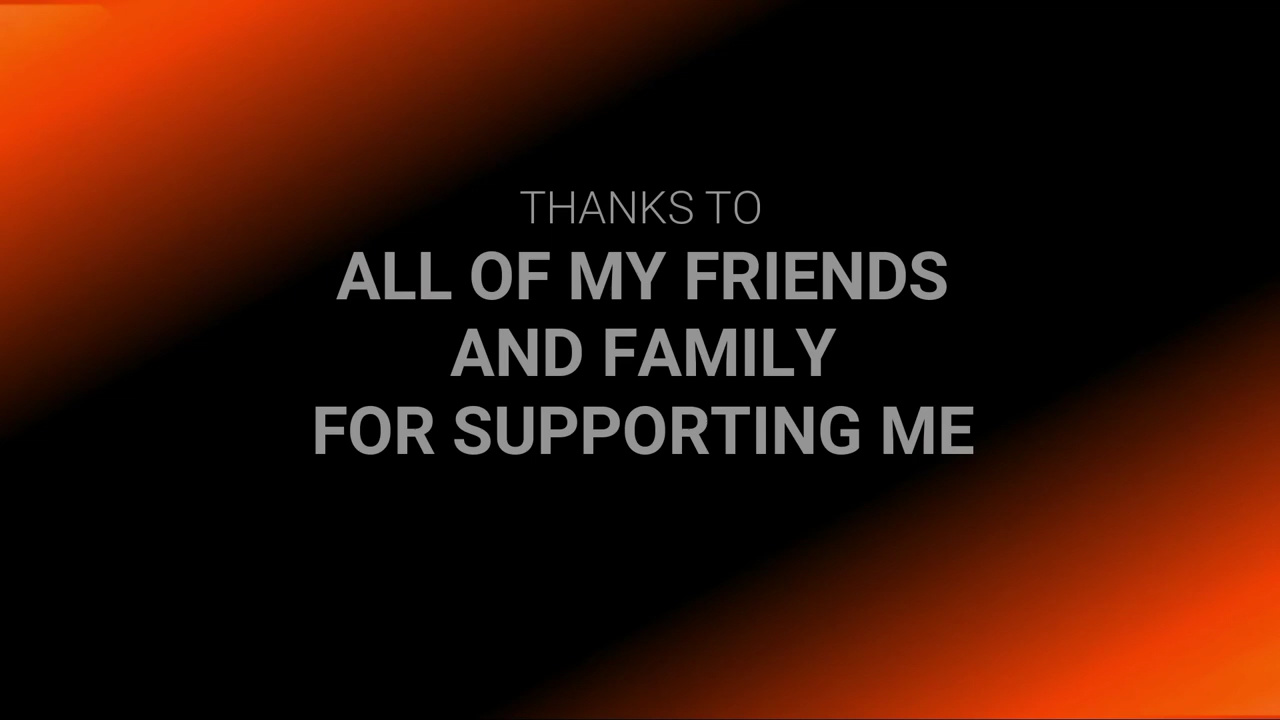 THANKS TO
ALL OF MY FRIENDS
AND FAMILY
FOR SUPPORTING ME